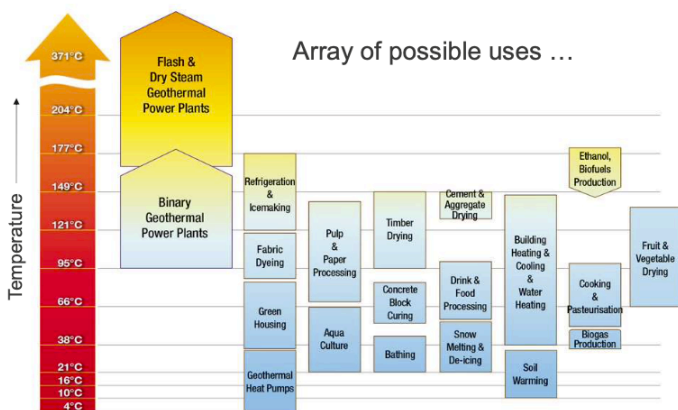 Array of possible uses …
Temperature
371°C
204°C
177°C
149°C
121°C
95°C
66°C
38°C
21°C
16°C
10°C
4°C
Flash &
Dry Steam
Geothermal
Power Plants
Binary
Geothermal
Power Plants
Refrigeration
&
Icemaking
Fabric
Dyeing
Green
Housing
Geothermal
Heat Pumps
Pulp
&
Paper
Processing
Aqua
Culture
Timber
Drying
Concrete
Block
Curing
Bathing
Cement &
Aggregate
Drying
Drink &
Food
Processing
Snow
Melting &
De-icing
Building
Heating &
Cooling
&
Water
Heating
Soil
Warming
Ethanol,
Biofuels
Production
Cooking
&
Pasteurisation
Biogas
Production
Fruit &
Vegetable
Drying